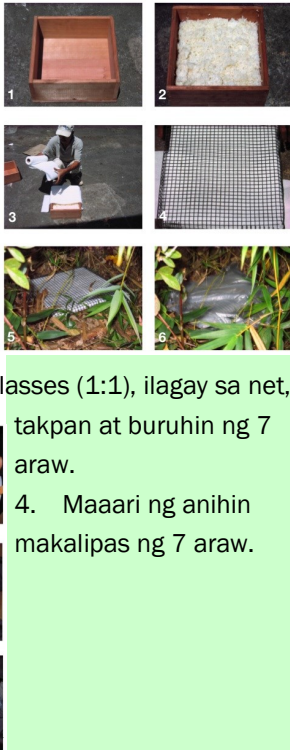 1
2
3
4
5
6
lasses (1:1), ilagay sa net,
takpan at buruhin ng 7
araw.
4. Maaari ng anihin
makalipas ng 7 araw.